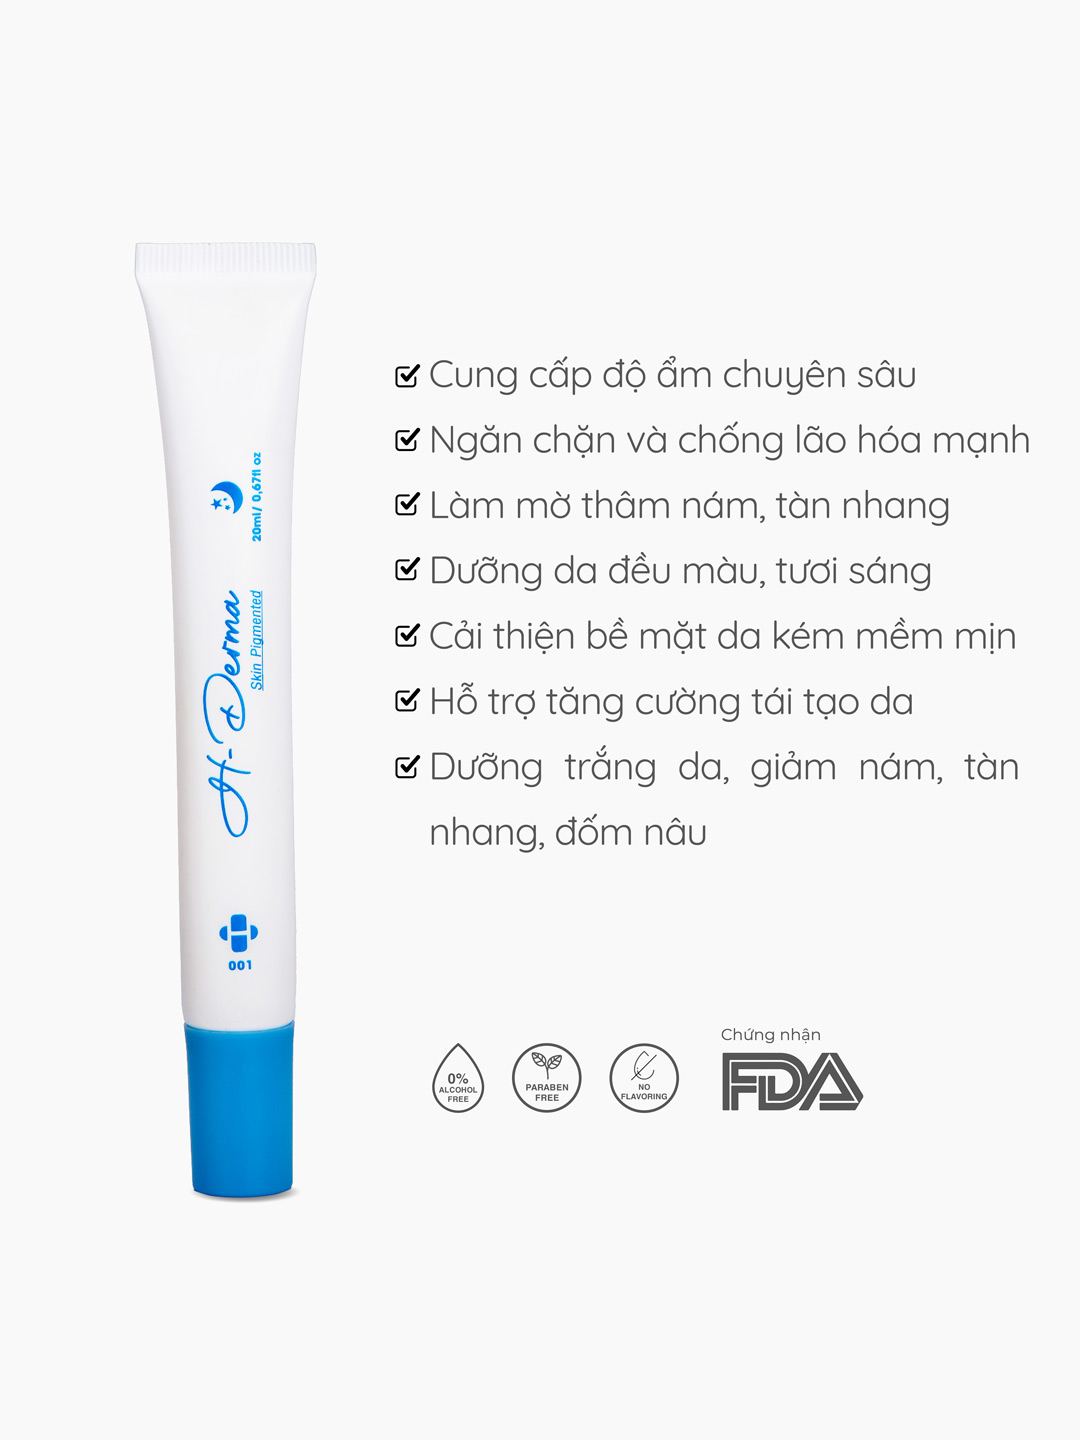 20ml/ 0,67fl oz
H-Derma
Skin Pigmented
001
Cung cấp độ ẩm chuyên sâu
Ngăn chặn và chống lão hóa mạnh
Làm mờ thâm nám, tàn nhang
Dưỡng da đều màu, tươi sáng
Cải thiện bề mặt da kém mềm mịn
Hỗ trợ tăng cường tái tạo da
Dưỡng trắng da, giảm nám, tàn
nhang, đốm nâu
0%
ALCOHOL
FREE
PARABEN
FREE
NO
FLAVORING
Chứng nhận
FDA